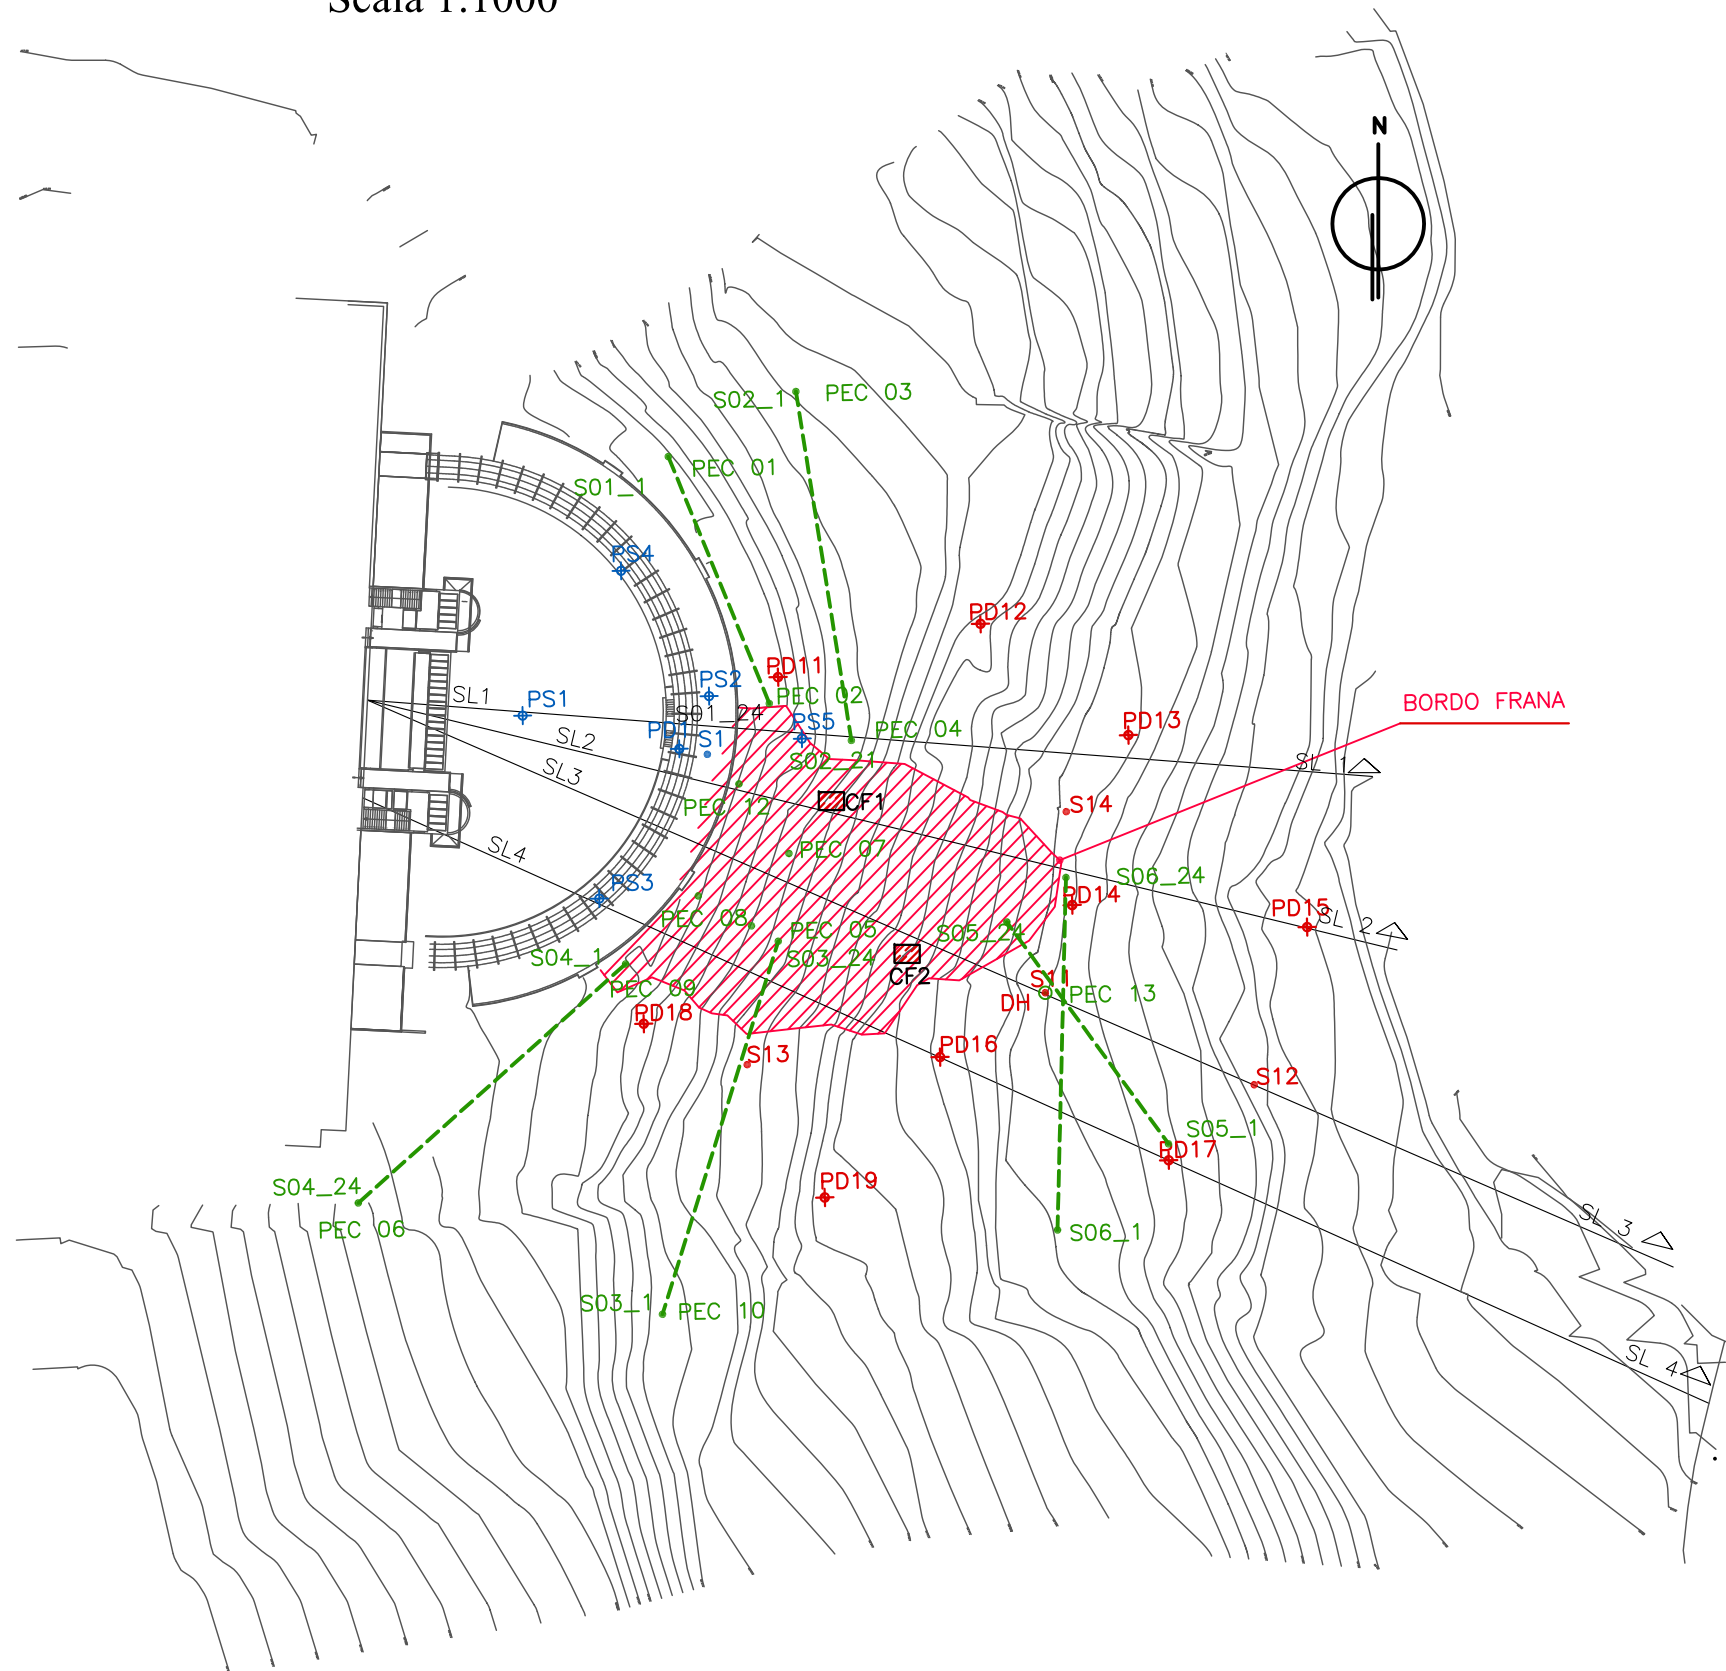 Scala 1:1000
N
S02_1
PEC 03
PEC 01
S01_1
PS4
PD12
PD11
PS2
PEC 02
SL1
PS1
S01_24
BORDO FRANA
PD13
PS5
PD1
S1
PEC 04
SL2
SL3
S02_21
SL 1
PEC 12
CF1
S14
SL4
PEC 07
S06_24
PS3
PD14
PD15
PEC 08
SL 2
PEC 05
S05_24
S04_1
S03_24
CF2
S11
PEC 09
DH
PEC 13
PD18
PD16
S13
S12
S05_1
PD17
S04_24
PD19
PEC 06
SL 3
S06_1
S03_1
PEC 10
SL 4